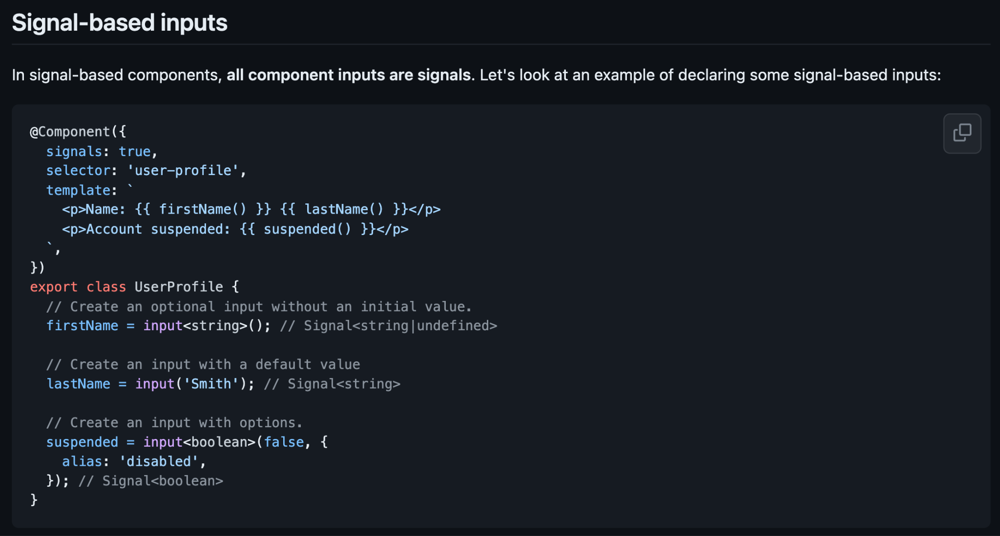 Signal-based inputs
In signal-based components, all component inputs are signals. Let's look at an example of declaring some signal-based inputs:
@Component({
  signals: true,
  selector: 'user-profile',
  template: `
    <p>Name: {{ firstName() }} {{ lastName() }}</p>
    <p>Account suspended: {{ suspended() }}</p>
  `,
})
export class UserProfile {
  // Create an optional input without an initial value.
  firstName = input<string>(); // Signal<string|undefined>

  // Create an input with a default value
  lastName = input('Smith'); // Signal<string>

  // Create an input with options.
  suspended = input<boolean>(false, {
    alias: 'disabled',
  }); // Signal<boolean>
}